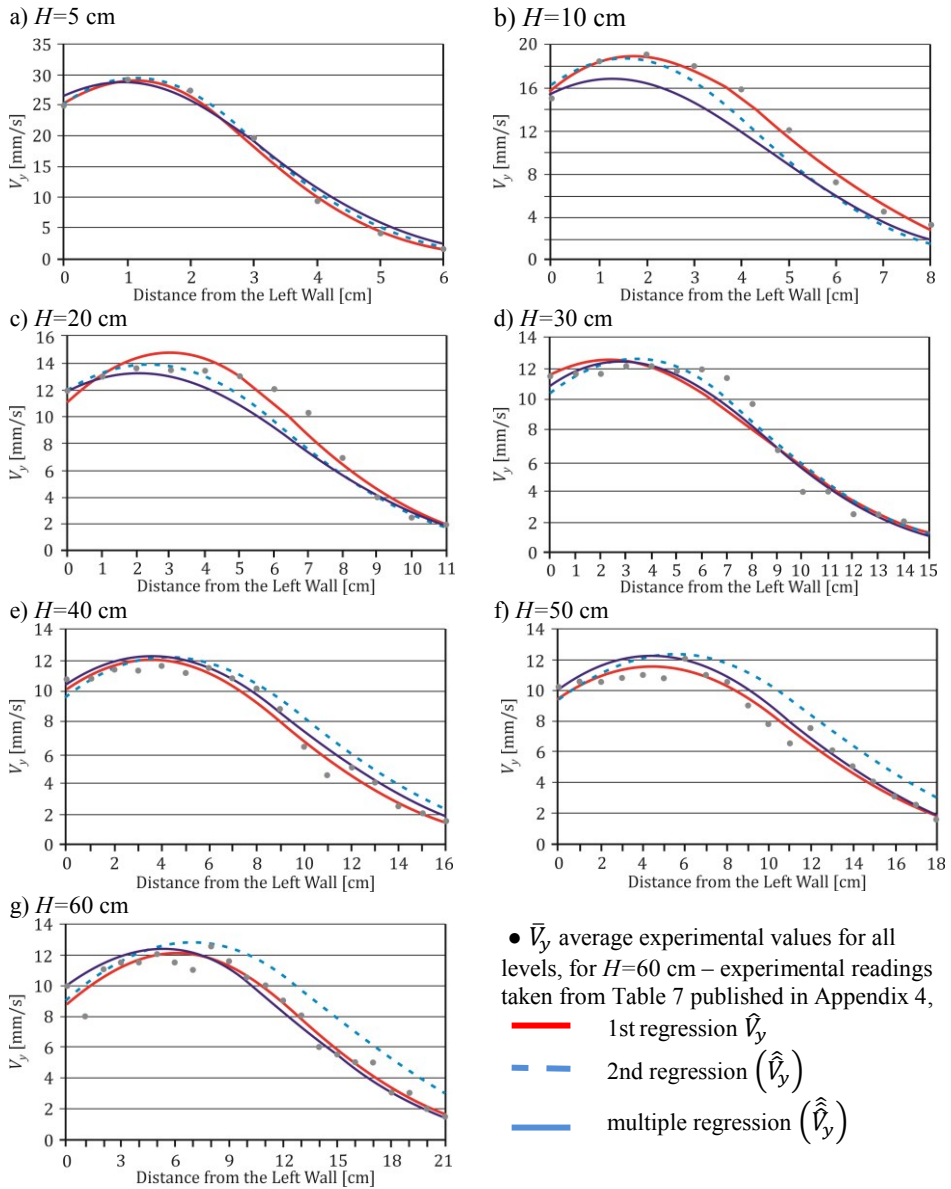 a) H=5 cm
35
30
25
20
15
10
5
0
V_y [mm/s]
0 1 2 3 4 5 6
Distance from the Left Wall [cm]
b) H=10 cm
20
16
12
8
4
0
V_y [mm/s]
0 1 2 3 4 5 6 7 8
Distance from the Left Wall [cm]
c) H=20 cm
16
14
12
10
8
6
4
2
0
V_y [mm/s]
0 1 2 3 4 5 6 7 8 9 10 11
Distance from the Left Wall [cm]
d) H=30 cm
14
12
10
8
6
4
2
0
V_y [mm/s]
0 1 2 3 4 5 6 7 8 9 10 11 12 13 14 15
Distance from the Left Wall [cm]
e) H=40 cm
14
12
10
8
6
4
2
0
V_y [mm/s]
0 2 4 6 8 10 12 14 16
Distance from the Left Wall [cm]
f) H=50 cm
14
12
10
8
6
4
2
0
V_y [mm/s]
0 2 4 6 8 10 12 14 16 18
Distance from the Left Wall [cm]
g) H=60 cm
14
12
10
8
6
4
2
0
V_y [mm/s]
0 3 6 9 12 15 18 21
Distance from the Left Wall [cm]
● V̄_y average experimental values for all
levels, for H=60 cm – experimental readings
taken from Table 7 published in Appendix 4,
1st regression V̂_y
2nd regression (V̂̂_y)
multiple regression (V̂̂̂_y)